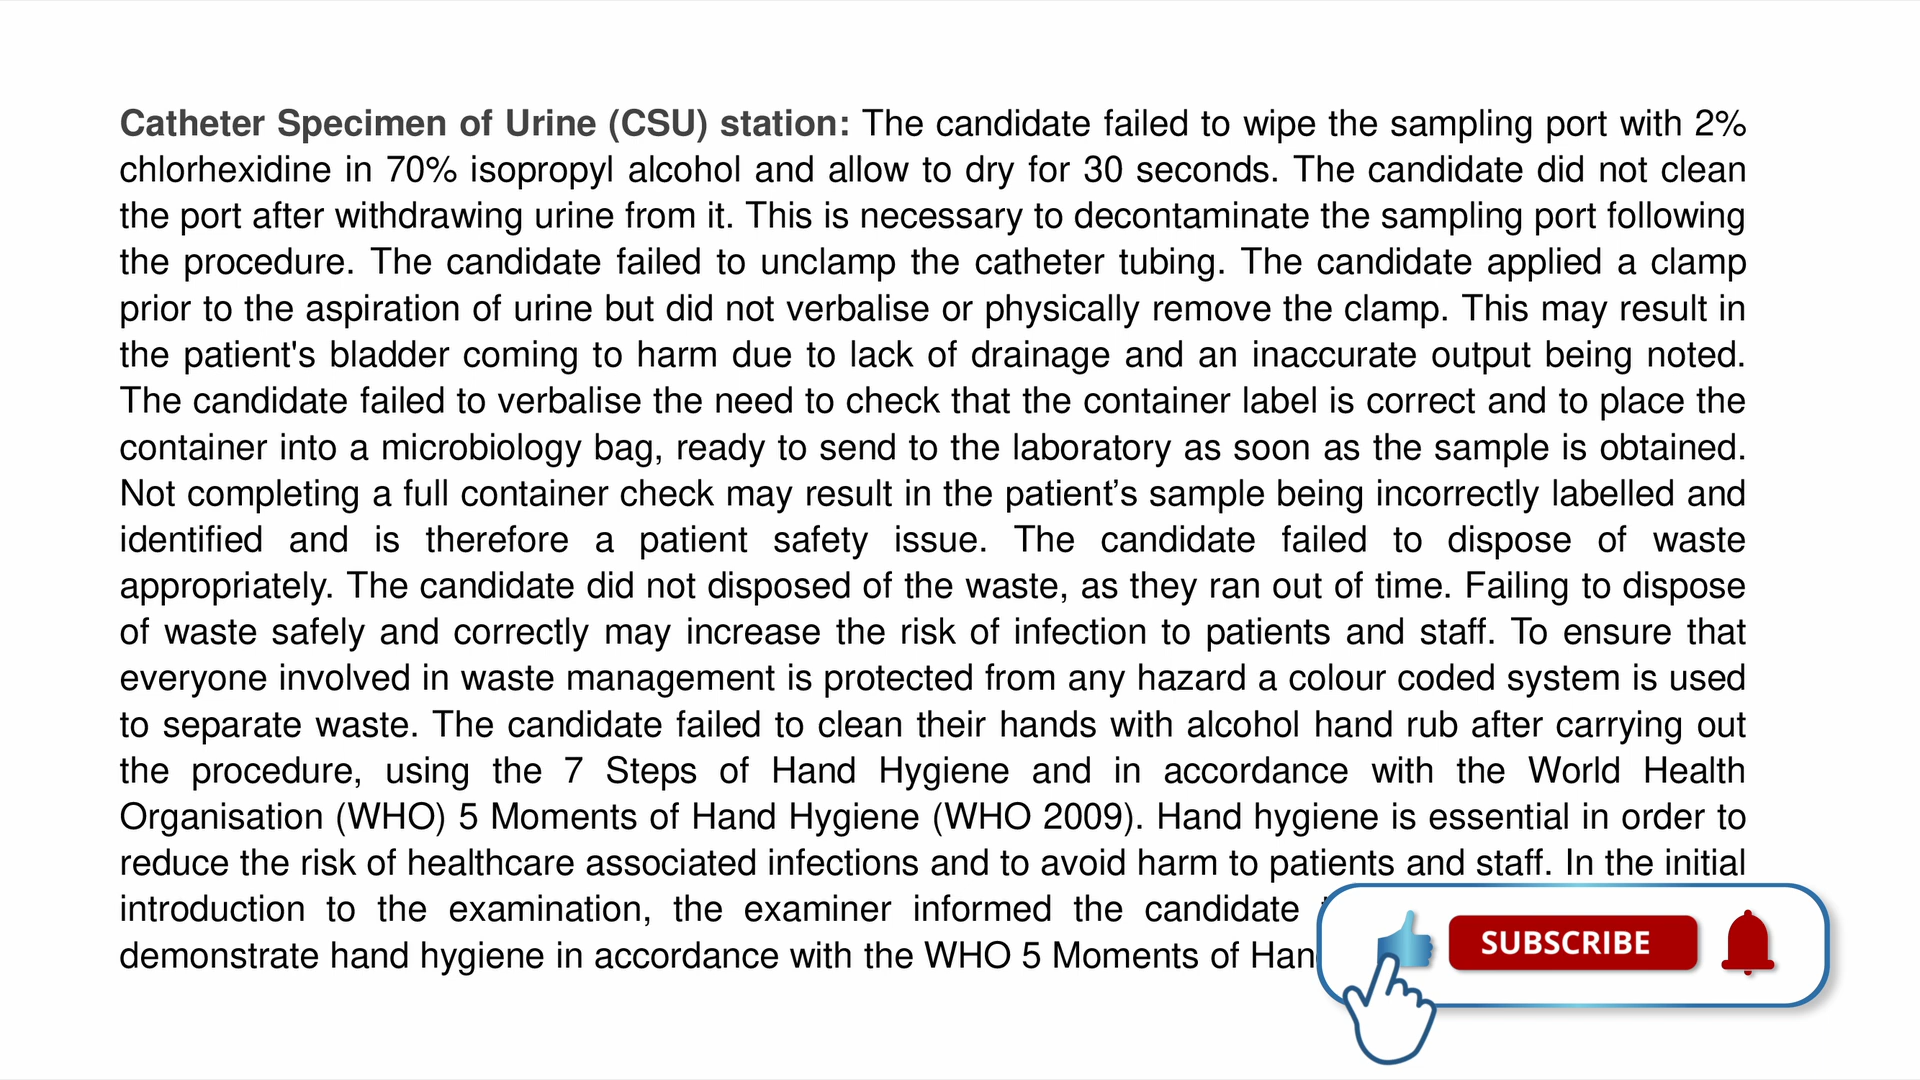 Catheter Specimen of Urine (CSU) station: The candidate failed to wipe the sampling port with 2%
chlorhexidine in 70% isopropyl alcohol and allow to dry for 30 seconds. The candidate did not clean
the port after withdrawing urine from it. This is necessary to decontaminate the sampling port following
the procedure. The candidate failed to unclamp the catheter tubing. The candidate applied a clamp
prior to the aspiration of urine but did not verbalise or physically remove the clamp. This may result in
the patient's bladder coming to harm due to lack of drainage and an inaccurate output being noted.
The candidate failed to verbalise the need to check that the container label is correct and to place the
container into a microbiology bag, ready to send to the laboratory as soon as the sample is obtained.
Not completing a full container check may result in the patient’s sample being incorrectly labelled and
identified and is therefore a patient safety issue. The candidate failed to dispose of waste
appropriately. The candidate did not disposed of the waste, as they ran out of time. Failing to dispose
of waste safely and correctly may increase the risk of infection to patients and staff. To ensure that
everyone involved in waste management is protected from any hazard a colour coded system is used
to separate waste. The candidate failed to clean their hands with alcohol hand rub after carrying out
the procedure, using the 7 Steps of Hand Hygiene and in accordance with the World Health
Organisation (WHO) 5 Moments of Hand Hygiene (WHO 2009). Hand hygiene is essential in order to
reduce the risk of healthcare associated infections and to avoid harm to patients and staff. In the initial
introduction to the examination, the examiner informed the candidate
demonstrate hand hygiene in accordance with the WHO 5 Moments of
SUBSCRIBE